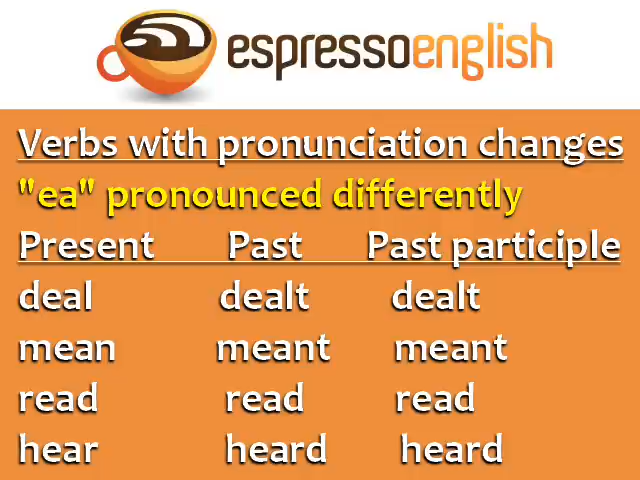 espressoenglish
Verbs with pronunciation changes
"ea" pronounced differently
Present Past Past participle
deal dealt dealt
mean meant meant
read read read
hear heard heard